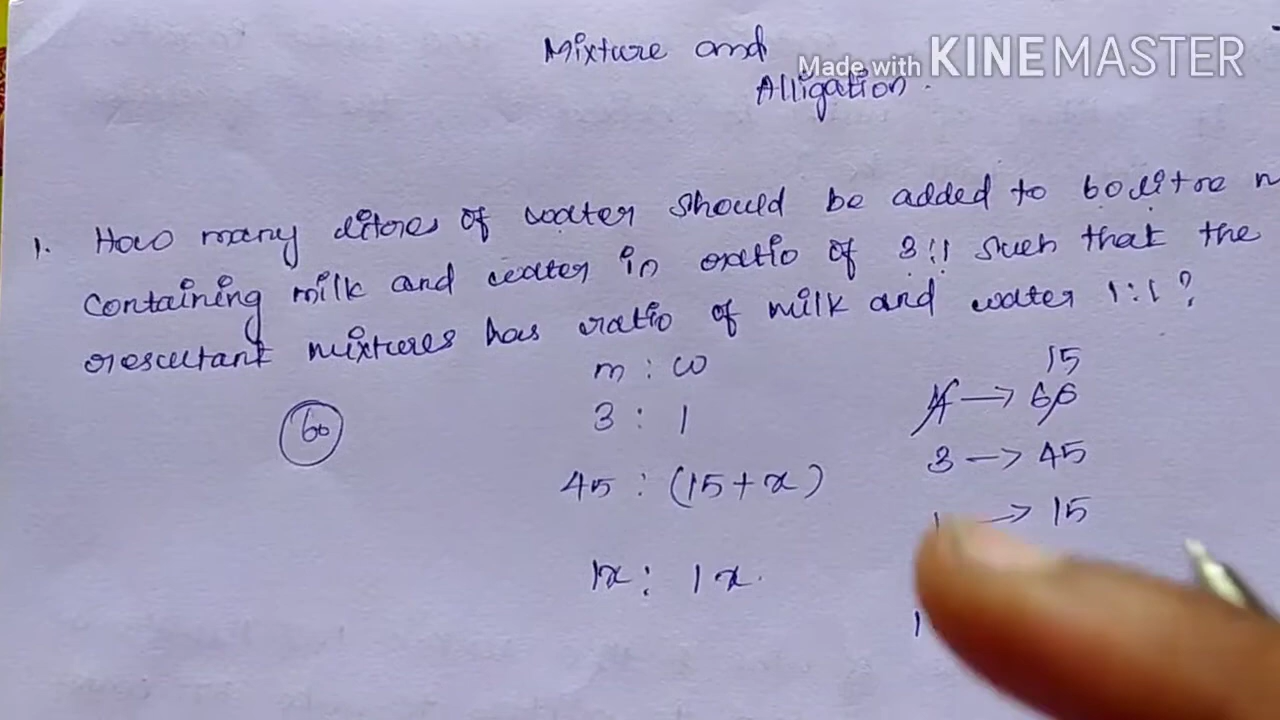 Mixture and
Made with KINEMASTER
Alligation.
1. How many litres of water should be added to 60 litre m
containing milk and water in ratio of 3:1 such that the
resultant mixtures has ratio of milk and water 1:1?
m : w
15
60
4 → 60
3 : 1
3 → 45
45 : (15+x)
1 → 15
1x : 1x.
1